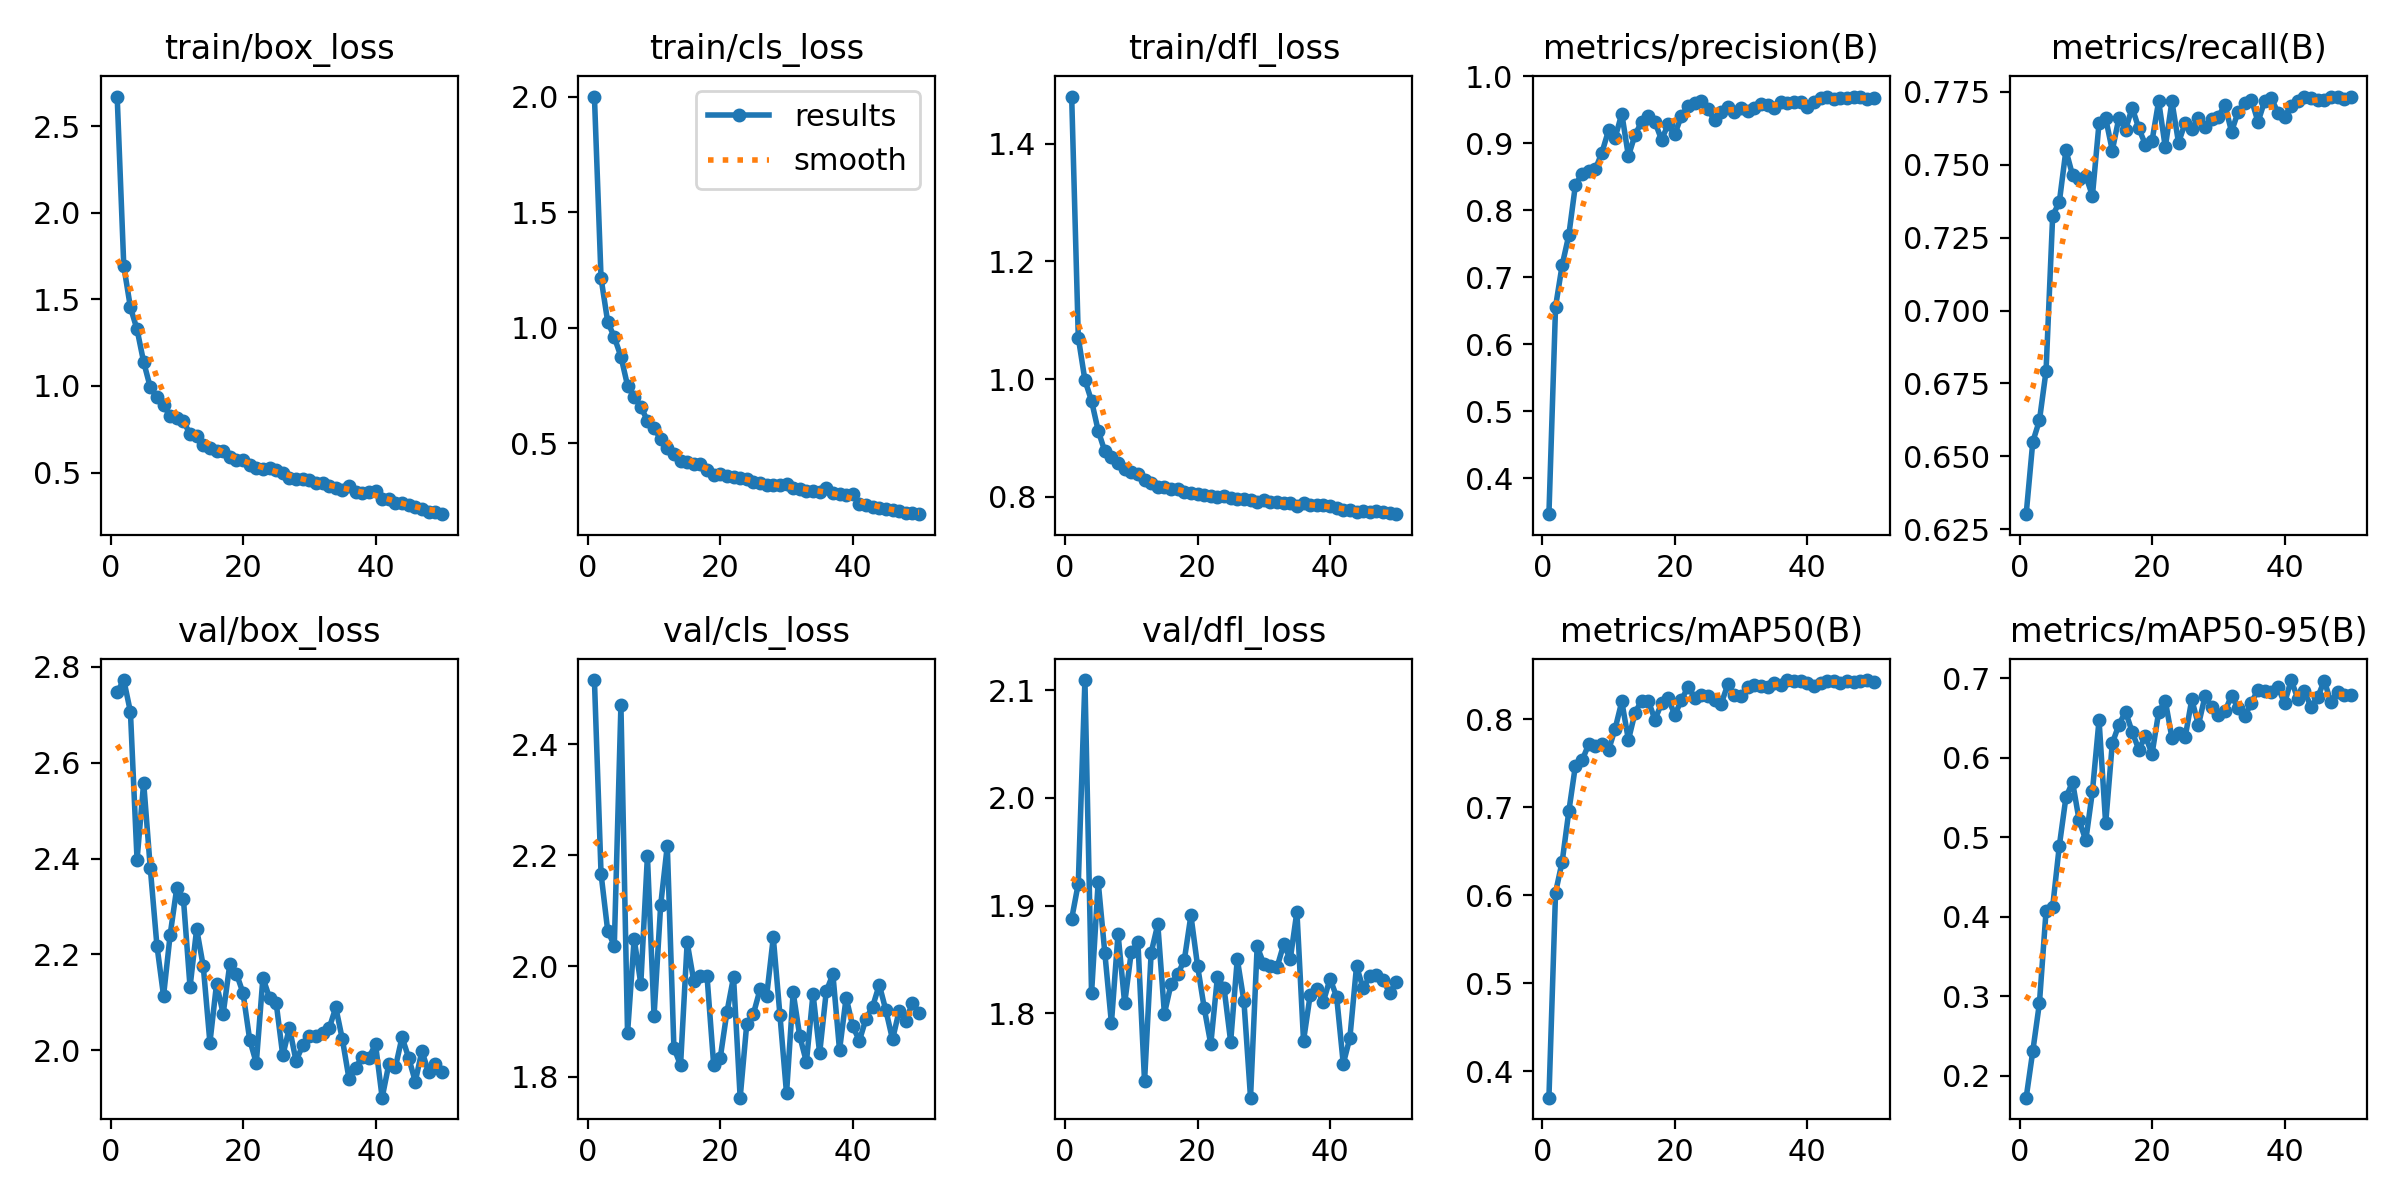 train/box_loss
2.5
2.0
1.5
1.0
0.5
0 20 40
train/cls_loss
results
smooth
2.0
1.5
1.0
0.5
0 20 40
train/dfl_loss
1.4
1.2
1.0
0.8
0 20 40
metrics/precision(B)
1.0
0.9
0.8
0.7
0.6
0.5
0.4
0 20 40
metrics/recall(B)
0.775
0.750
0.725
0.700
0.675
0.650
0.625
0 20 40
val/box_loss
2.8
2.6
2.4
2.2
2.0
0 20 40
val/cls_loss
2.4
2.2
2.0
1.8
0 20 40
val/dfl_loss
2.1
2.0
1.9
1.8
0 20 40
metrics/mAP50(B)
0.8
0.7
0.6
0.5
0.4
0 20 40
metrics/mAP50-95(B)
0.7
0.6
0.5
0.4
0.3
0.2
0 20 40